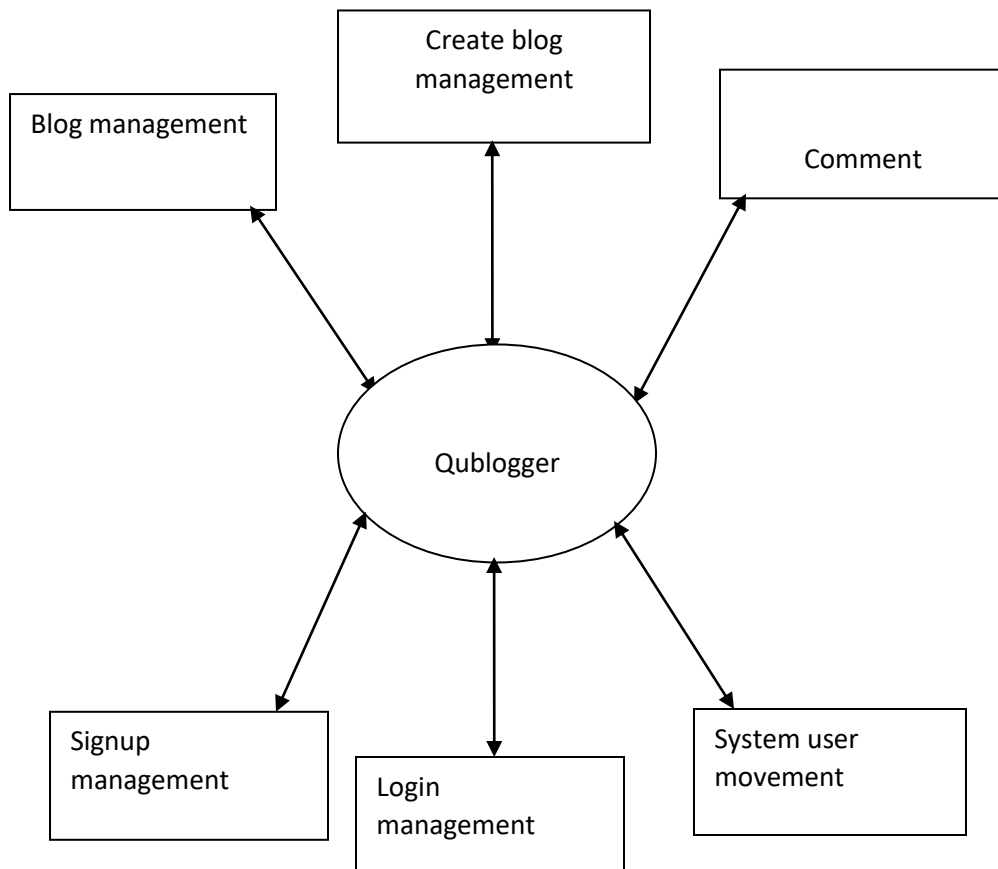 Create blog
management
Blog management
Comment
Qublogger
Signup
management
Login
management
System user
movement